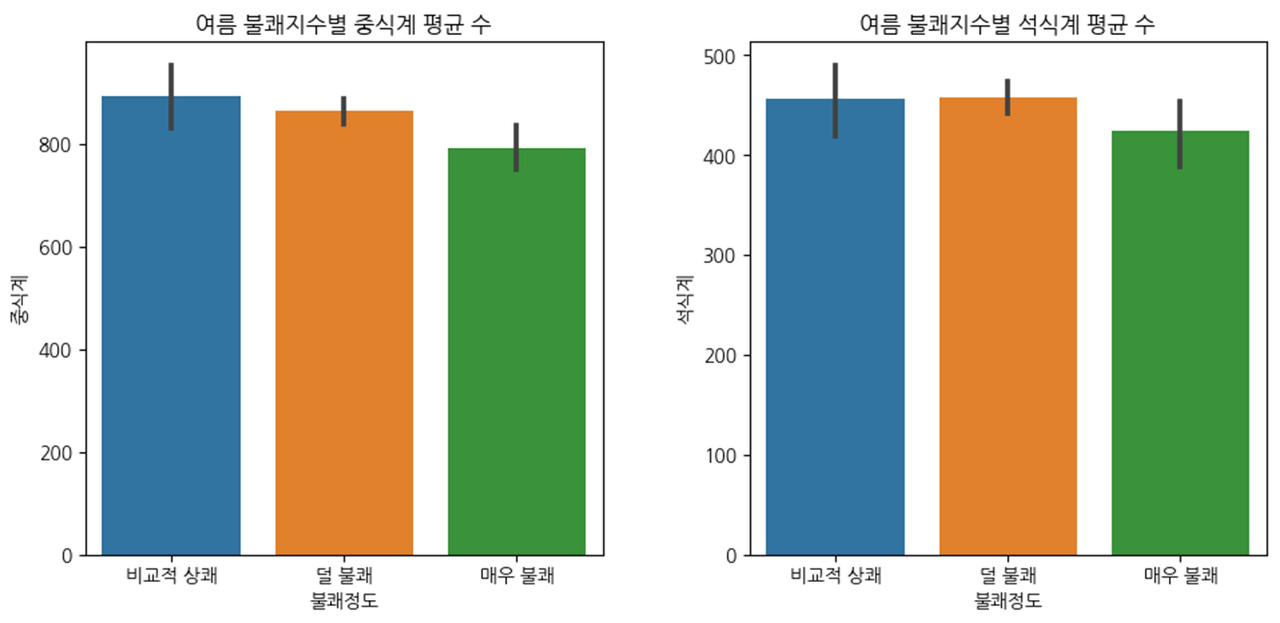 여름 불쾌지수별 중식계 평균 수
800
600
400
200
0
중식계
비교적 상쾌 덜 불쾌 매우 불쾌
불쾌정도
여름 불쾌지수별 석식계 평균 수
500
400
300
200
100
0
석식계
비교적 상쾌 덜 불쾌 매우 불쾌
불쾌정도